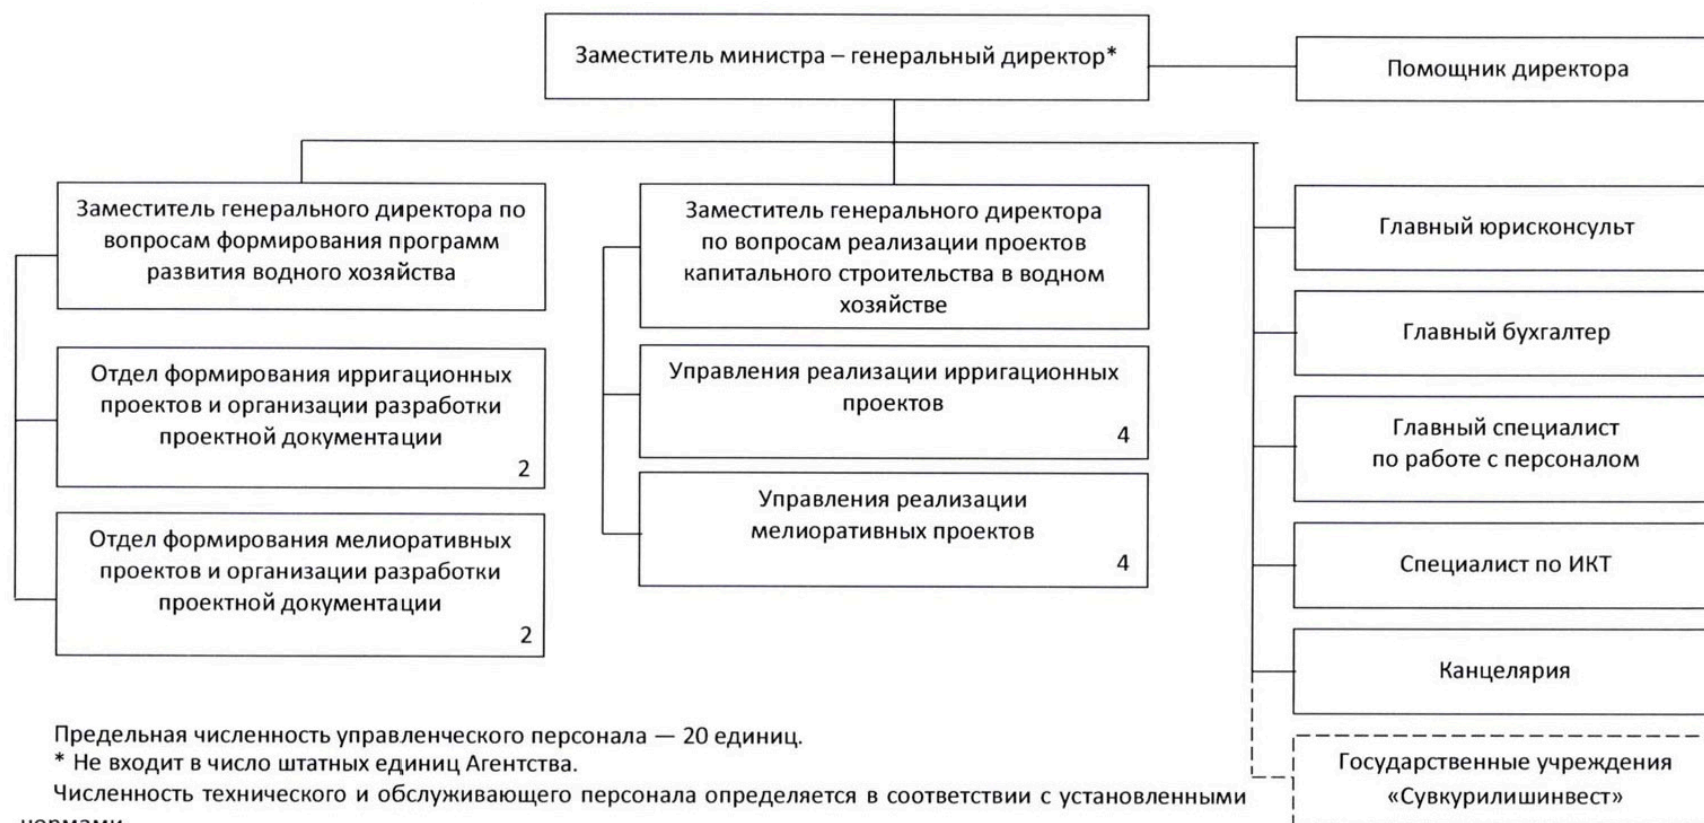 Заместитель министра – генеральный директор*
Помощник директора
Заместитель генерального директора по
вопросам формирования программ
развития водного хозяйства
Отдел формирования ирригационных
проектов и организации разработки
проектной документации
2
Отдел формирования мелиоративных
проектов и организации разработки
проектной документации
2
Заместитель генерального директора
по вопросам реализации проектов
капитального строительства в водном
хозяйстве
Управления реализации ирригационных
проектов
4
Управления реализации
мелиоративных проектов
4
Главный юрисконсульт
Главный бухгалтер
Главный специалист
по работе с персоналом
Специалист по ИКТ
Канцелярия
Государственные учреждения
«Сувкурилишинвест»
Предельная численность управленческого персонала — 20 единиц.
* Не входит в число штатных единиц Агентства.
Численность технического и обслуживающего персонала определяется в соответствии с установленными